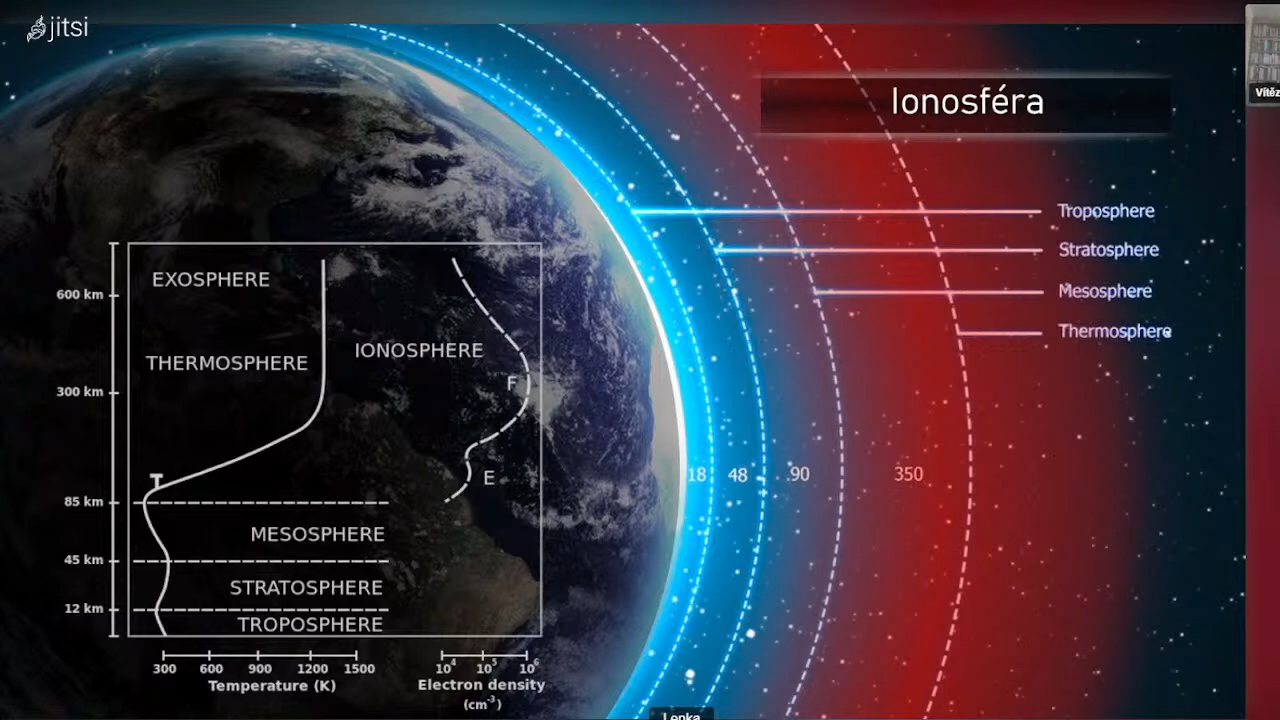 jitsi
Ionosféra
Vítěz
Troposphere
Stratosphere
Mesosphere
Thermosphere
EXOSPHERE
600 km
THERMOSPHERE
IONOSPHERE
F
300 km
T
E
18 48 90 350
85 km
MESOSPHERE
45 km
STRATOSPHERE
12 km
TROPOSPHERE
300 600 900 1200 1500
10⁴ 10⁵ 10⁶
Temperature (K)
Electron density
(cm⁻³)
Lenka